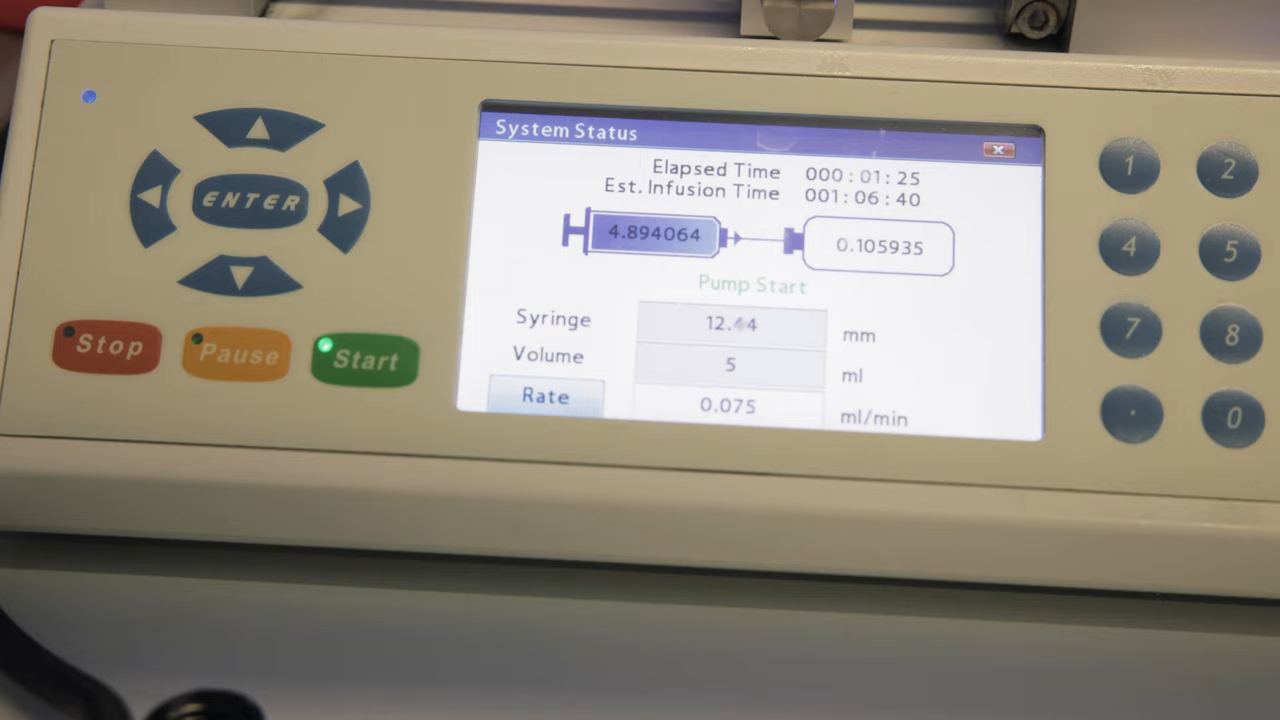 System Status
Elapsed Time 000:01:25
Est. Infusion Time 001:06:40
4.894064 0.105935
Pump Start
Syringe 12.44 mm
Volume 5 ml
Rate 0.075 ml/min
ENTER
Stop Pause Start
1 2
4 5
7 8
. 0